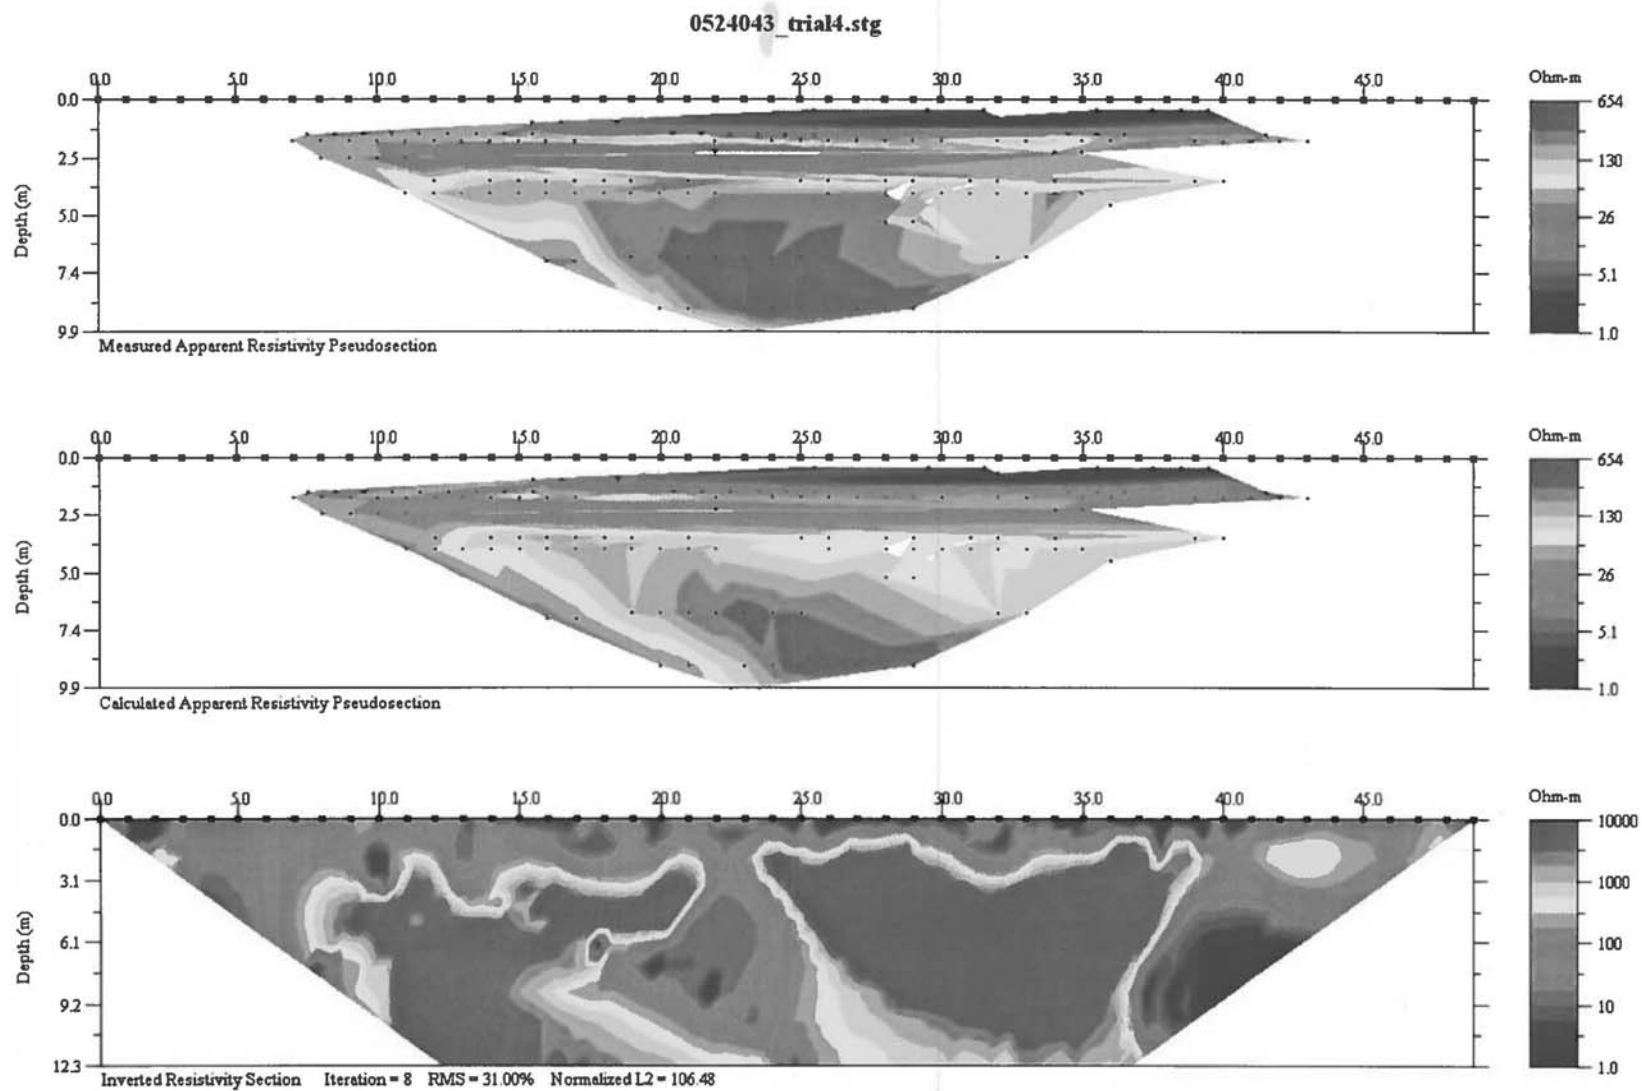 0524043_trial4.stg
0.0 5.0 10.0 15.0 20.0 25.0 30.0 35.0 40.0 45.0 Ohm-m
0.0 654
2.5 130
5.0 26
7.4 5.1
9.9 1.0
Depth (m)
Measured Apparent Resistivity Pseudosection
0.0 5.0 10.0 15.0 20.0 25.0 30.0 35.0 40.0 45.0 Ohm-m
0.0 654
2.5 130
5.0 26
7.4 5.1
9.9 1.0
Depth (m)
Calculated Apparent Resistivity Pseudosection
0.0 5.0 10.0 15.0 20.0 25.0 30.0 35.0 40.0 45.0 Ohm-m
0.0 10000
3.1 1000
6.1 100
9.2 10
12.3 1.0
Depth (m)
Inverted Resistivity Section Iteration = 8 RMS = 31.00% Normalized L2 = 106.48